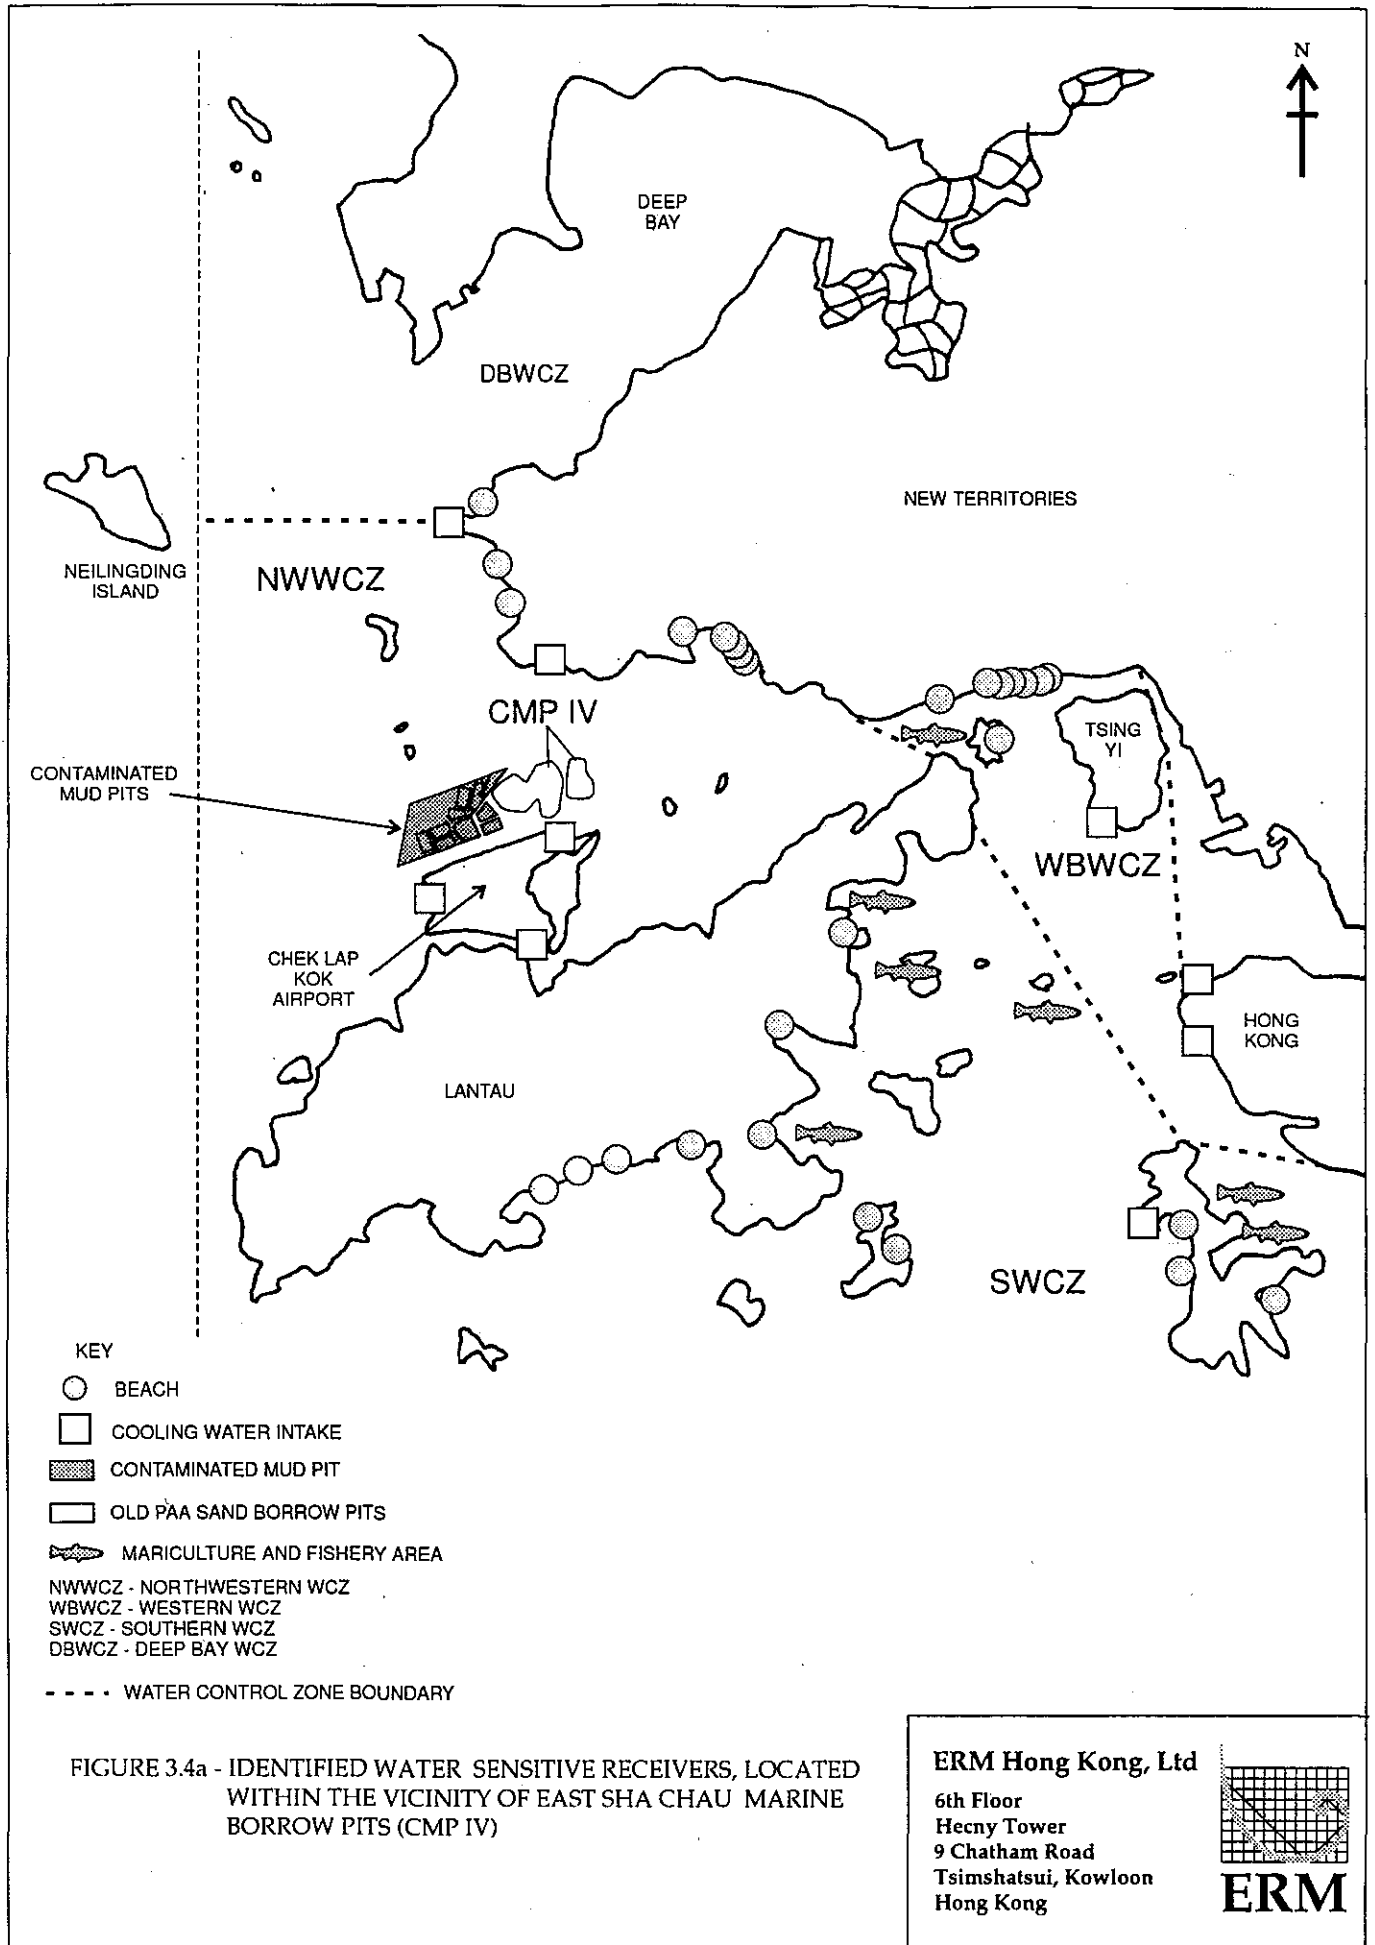 N
DEEP
BAY
DBWCZ
NEW TERRITORIES
NEILINGDING
ISLAND
NWWCZ
CMP IV
TSING
YI
CONTAMINATED
MUD PITS
WBWCZ
CHEK LAP
KOK
AIRPORT
HONG
KONG
LANTAU
SWCZ
KEY
BEACH
COOLING WATER INTAKE
CONTAMINATED MUD PIT
OLD PAA SAND BORROW PITS
MARICULTURE AND FISHERY AREA
NWWCZ - NORTHWESTERN WCZ
WBWCZ - WESTERN WCZ
SWCZ - SOUTHERN WCZ
DBWCZ - DEEP BAY WCZ
WATER CONTROL ZONE BOUNDARY
FIGURE 3.4a - IDENTIFIED WATER SENSITIVE RECEIVERS, LOCATED
WITHIN THE VICINITY OF EAST SHA CHAU MARINE
BORROW PITS (CMP IV)
ERM Hong Kong, Ltd
6th Floor
Hecny Tower
9 Chatham Road
Tsimshatsui, Kowloon
Hong Kong
ERM